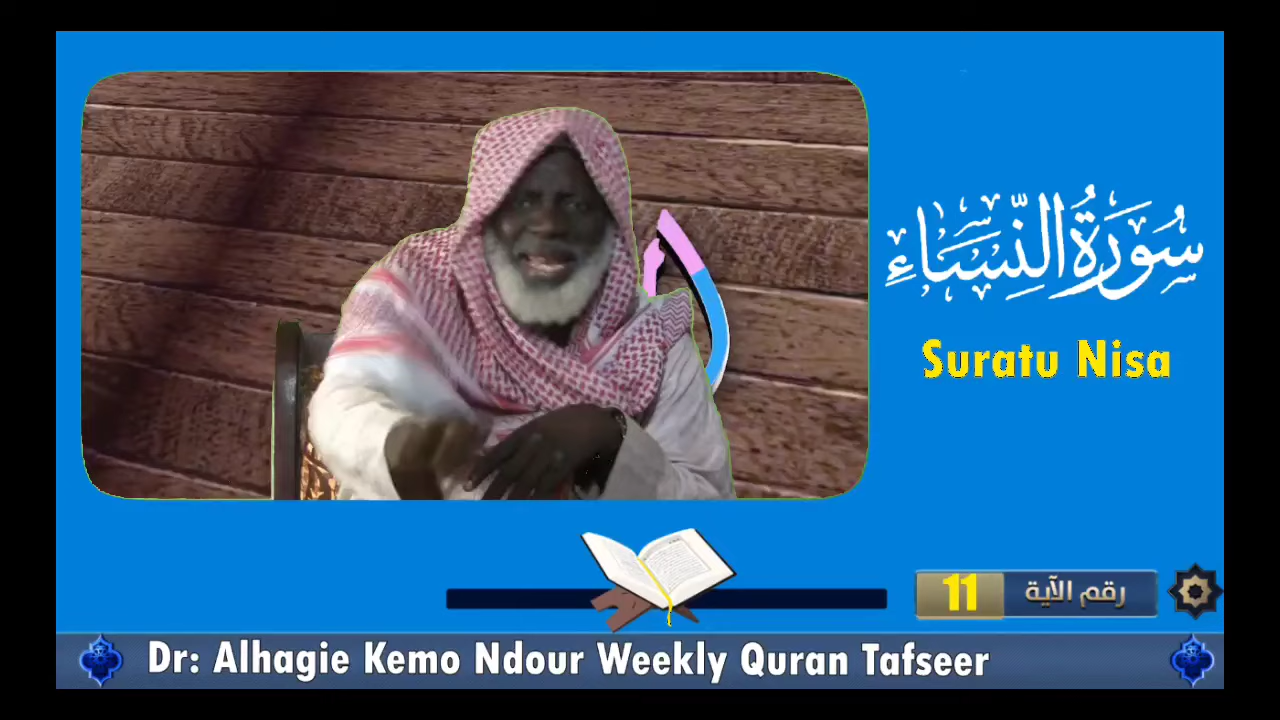 سُورَةُ النِّسَاءِ
Suratu Nisa
11 رقم الآية
Dr: Alhagie Kemo Ndour Weekly Quran Tafseer